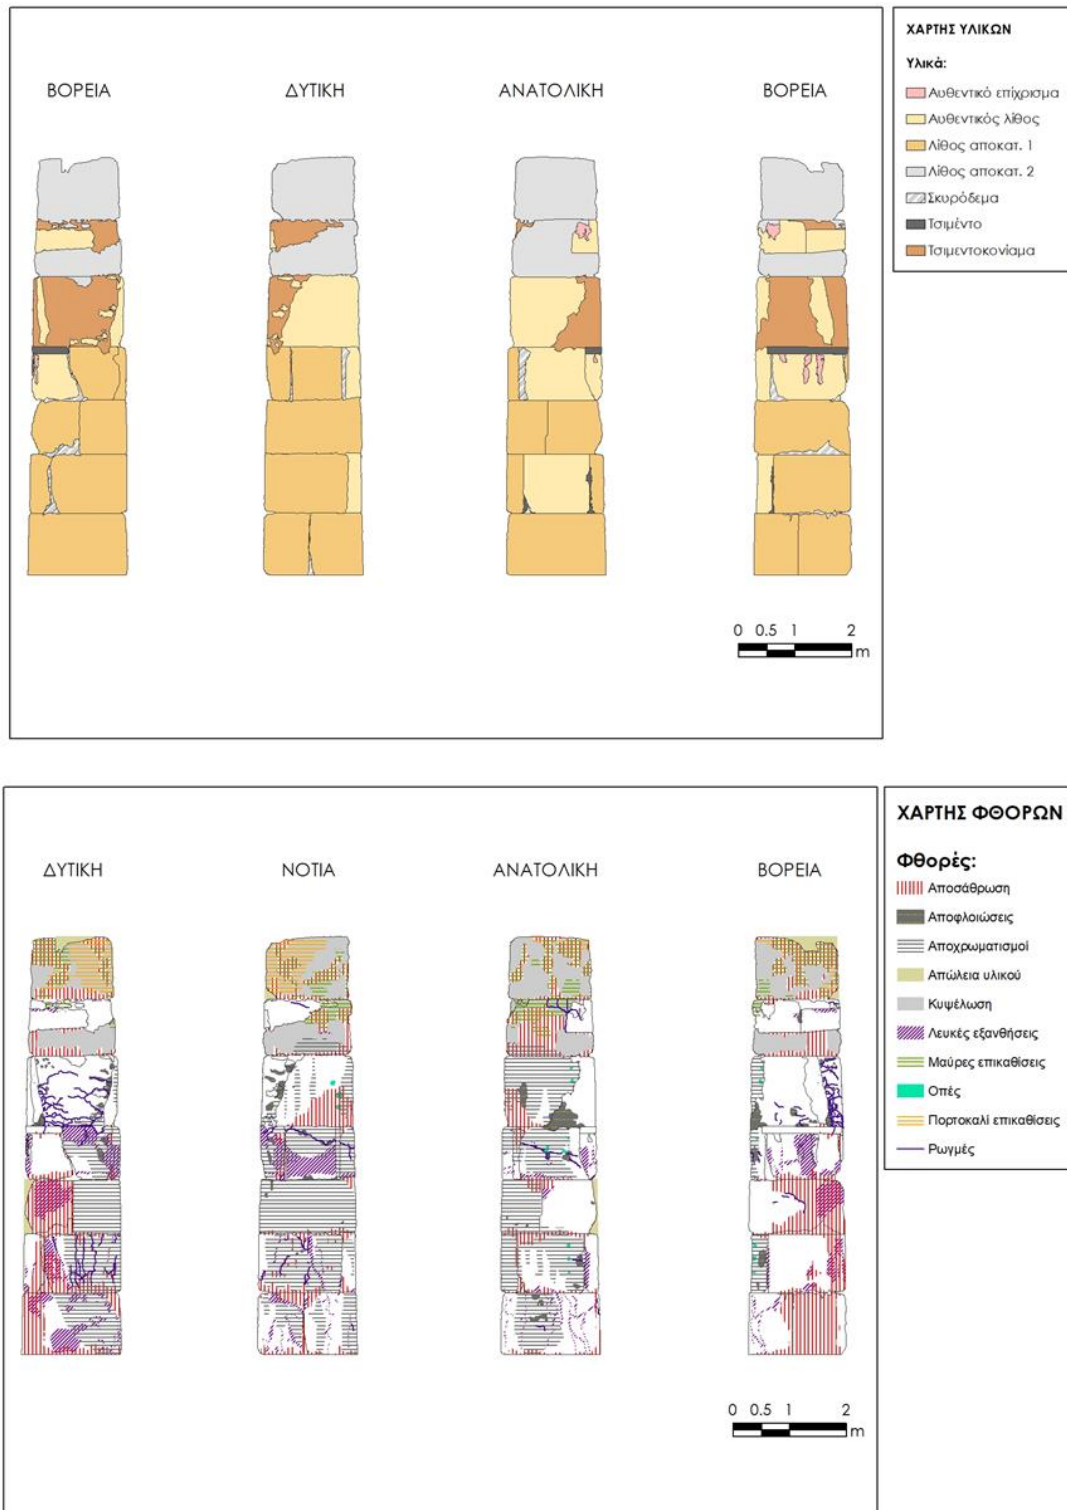 ΒΟΡΕΙΑ ΔΥΤΙΚΗ ΑΝΑΤΟΛΙΚΗ ΒΟΡΕΙΑ
0 0.5 1 2
m
ΧΑΡΤΗΣ ΥΛΙΚΩΝ
Υλικά:
Αυθεντικό επίχρισμα
Αυθεντικός λίθος
Λίθος αποκατ. 1
Λίθος αποκατ. 2
Σκυρόδεμα
Τσιμέντο
Τσιμεντοκονίαμα
ΔΥΤΙΚΗ ΝΟΤΙΑ ΑΝΑΤΟΛΙΚΗ ΒΟΡΕΙΑ
0 0.5 1 2
m
ΧΑΡΤΗΣ ΦΘΟΡΩΝ
Φθορές:
Αποσάθρωση
Αποφλοιώσεις
Αποχρωματισμοί
Απώλεια υλικού
Κυψέλωση
Λευκές εξανθήσεις
Μαύρες επικαθίσεις
Οπές
Πορτοκαλί επικαθίσεις
Ρωγμές